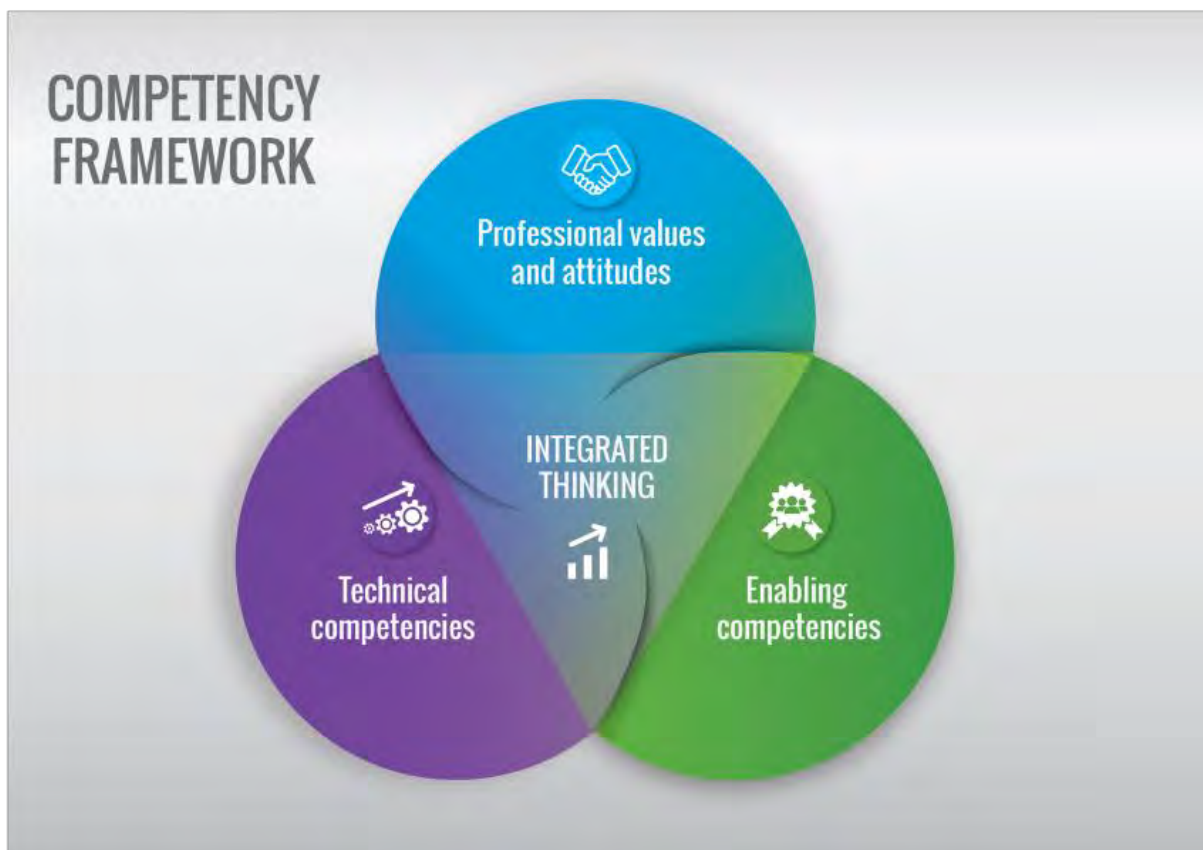 COMPETENCY
FRAMEWORK
Professional values
and attitudes
INTEGRATED
THINKING
Technical
competencies
Enabling
competencies